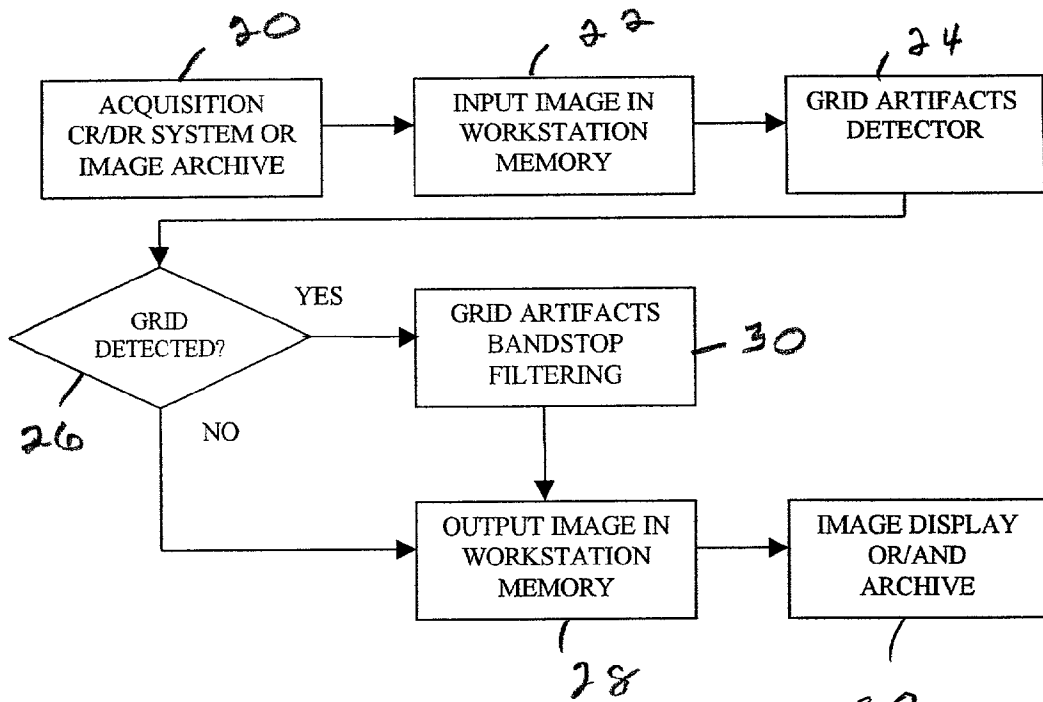 20
22
24
ACQUISITION
CR/DR SYSTEM OR
IMAGE ARCHIVE
INPUT IMAGE IN
WORKSTATION
MEMORY
GRID ARTIFACTS
DETECTOR
GRID
DETECTED?
YES
GRID ARTIFACTS
BANDSTOP
FILTERING
30
26
NO
OUTPUT IMAGE IN
WORKSTATION
MEMORY
IMAGE DISPLAY
OR/AND
ARCHIVE
28